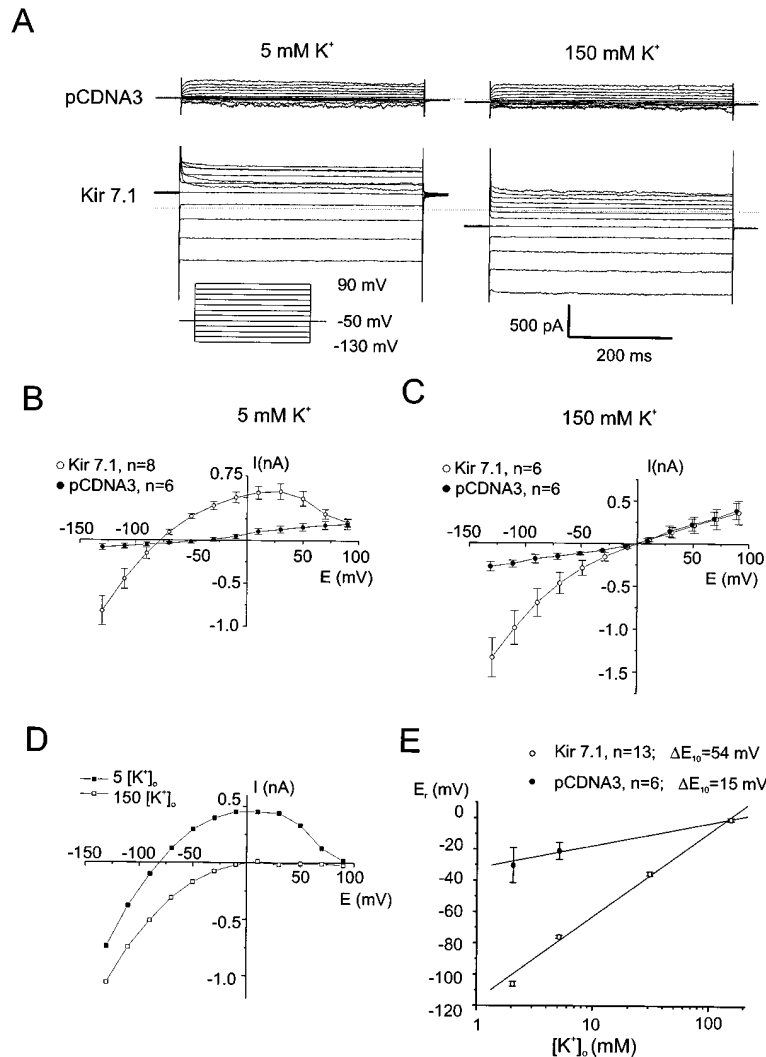 A
5 mM K⁺
150 mM K⁺
pCDNA3
Kir 7.1
90 mV
-50 mV
-130 mV
500 pA
200 ms
B
5 mM K⁺
I(nA)
0.75
Kir 7.1, n=8
pCDNA3, n=6
-150
-100
-50
0
50
100
E (mV)
-0.5
-1.0
C
150 mM K⁺
I(nA)
Kir 7.1, n=6
pCDNA3, n=6
0.5
-150
-100
-50
0
50
100
E (mV)
-0.5
-1.0
-1.5
D
5 [K⁺]ₒ
150 [K⁺]ₒ
I (nA)
0.5
-150
-100
-50
0
50
100
E (mV)
-0.5
-1.0
E
Kir 7.1, n=13; ΔE₁₀=54 mV
pCDNA3, n=6; ΔE₁₀=15 mV
Eᵣ (mV)
0
-20
-40
-60
-80
-100
-120
1
10
100
[K⁺]ₒ (mM)